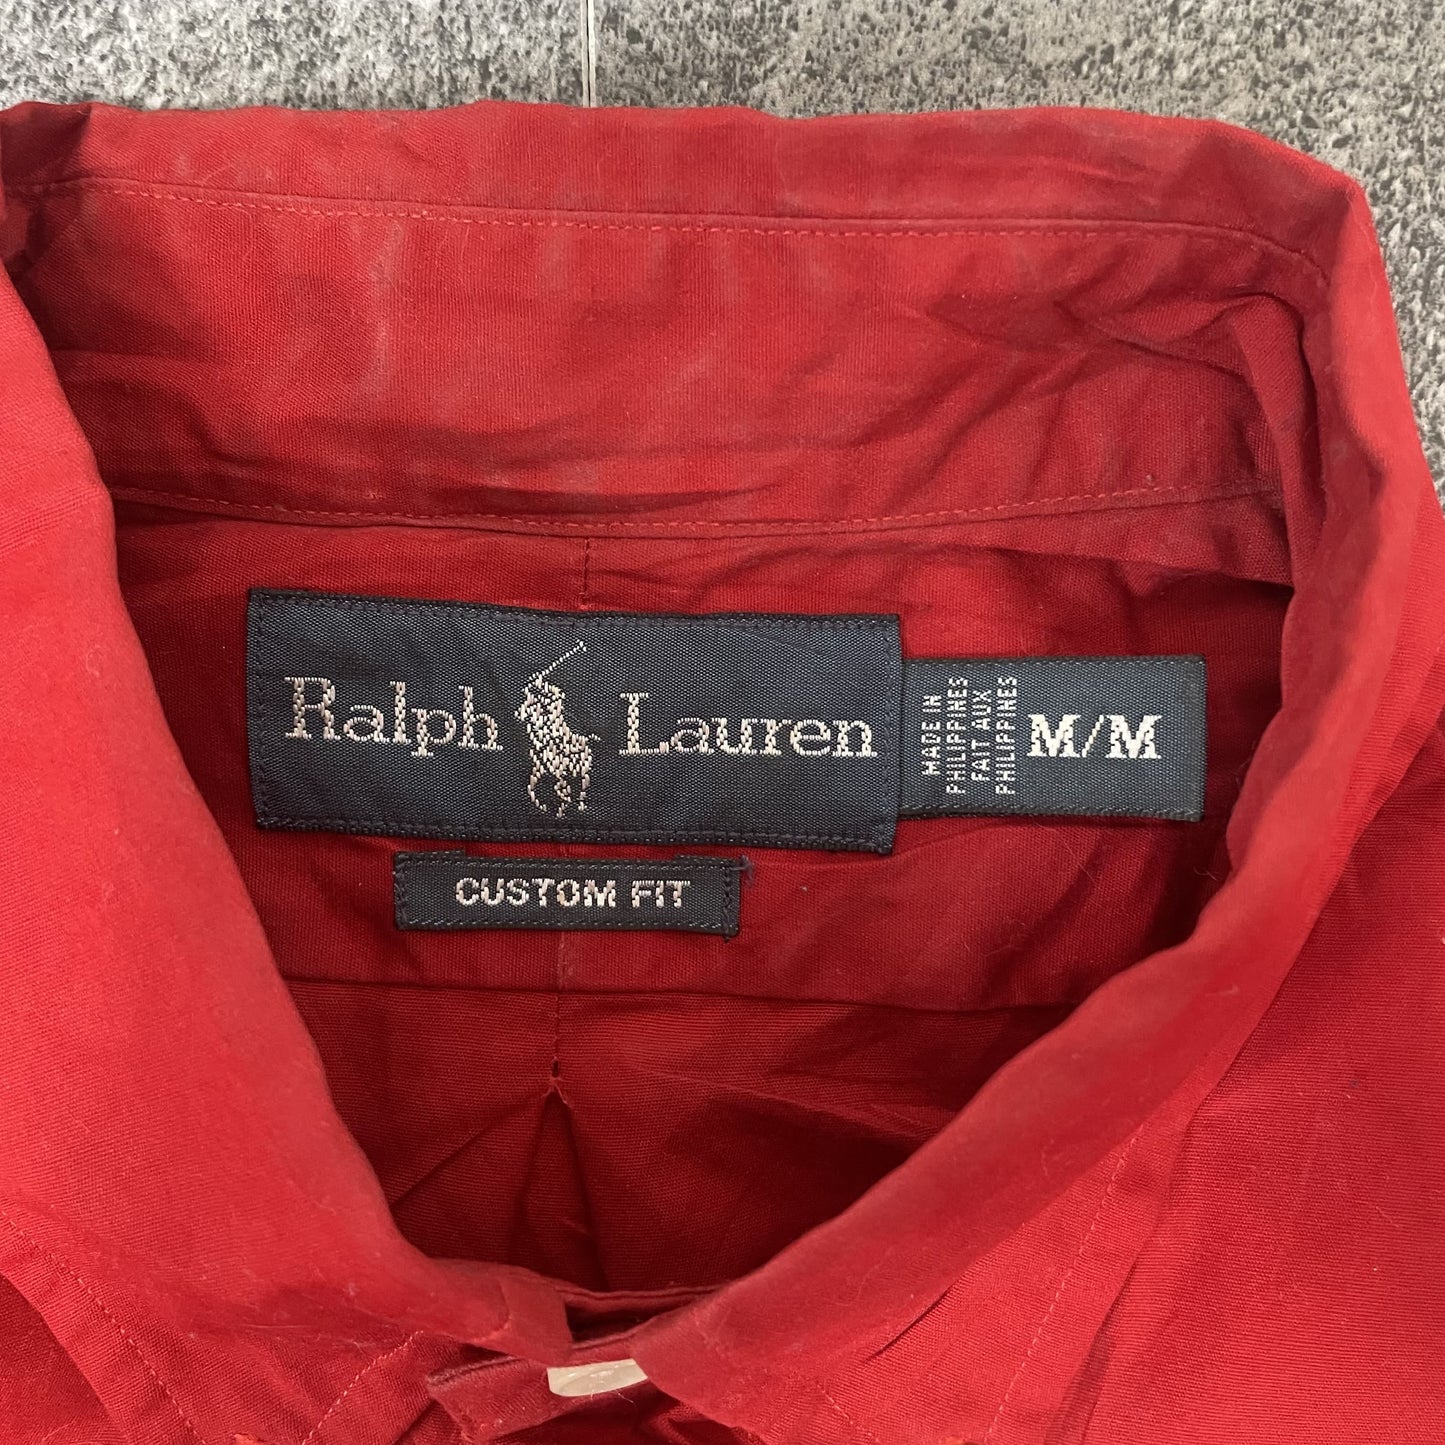 Ralph Lauren
MADE IN
PHILIPPINES
FAIT AUX
PHILIPPINES
M/M
CUSTOM FIT